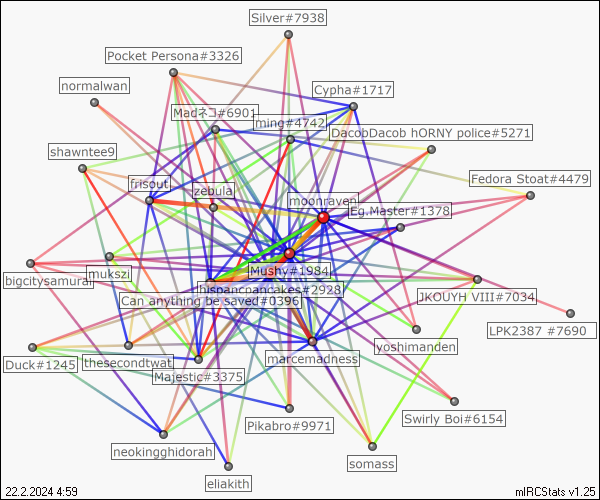 Silver#7938
Pocket Persona#3326
normalwan
Cypha#1717
Madネコ#6901
ming#4742
DacobDacob hORNY police#5271
shawntee9
frisout
zebula
Fedora Stoat#4479
moonraven
Eg.Master#1378
mukszi
Mushy#1984
bigcitysamurai
hispancpancakes#2928
JKOUYH VIII#7034
Can anything be saved#0396
LPK2387 #7690
yoshimanden
marcemadness
Duck#1245
thesecondtwat
Majestic#3375
Swirly Boi#6154
Pikabro#9971
neokingghidorah
somass
eliakith
22.2.2024 4:59
mIRCStats v1.25